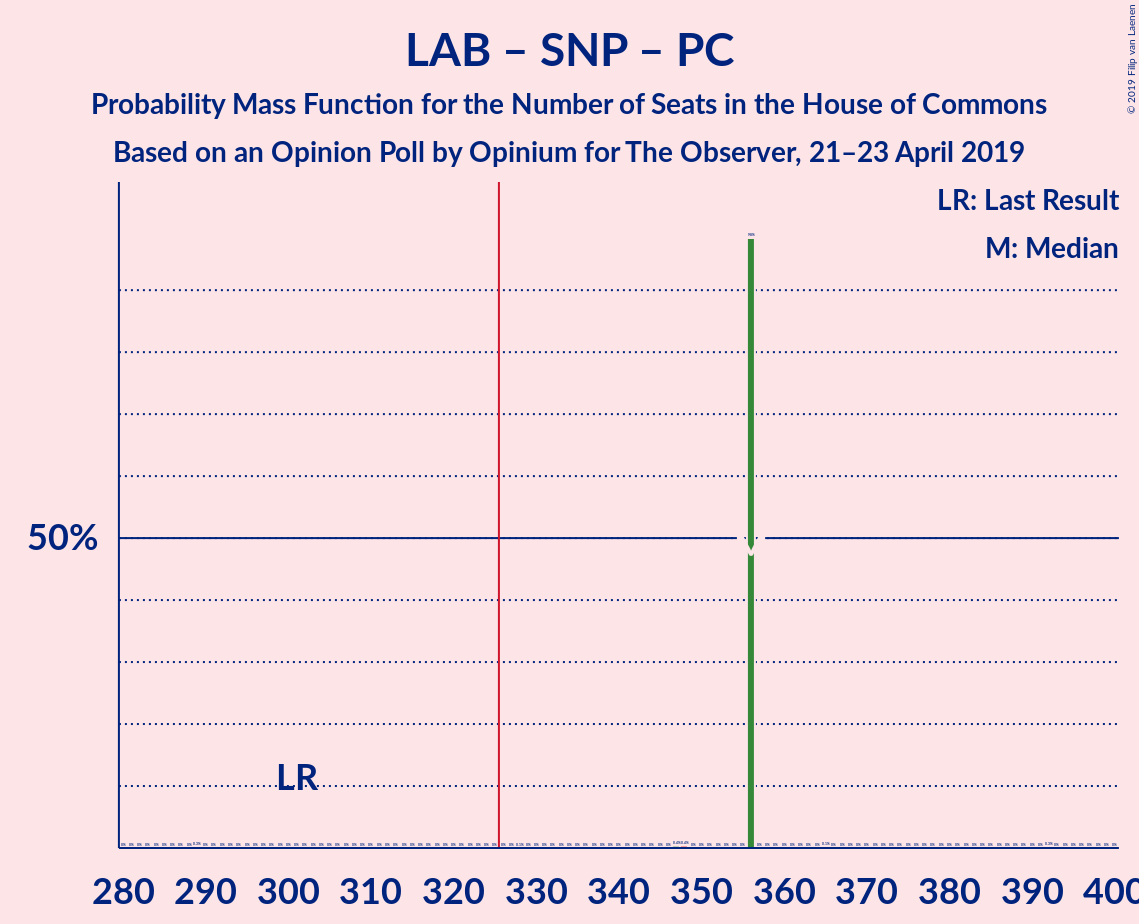 LAB – SNP – PC
Probability Mass Function for the Number of Seats in the House of Commons
Based on an Opinion Poll by Opinium for The Observer, 21–23 April 2019
© 2019 Filip van Laenen
LR: Last Result
M: Median
50%
LR
280 290 300 310 320 330 340 350 360 370 380 390 400